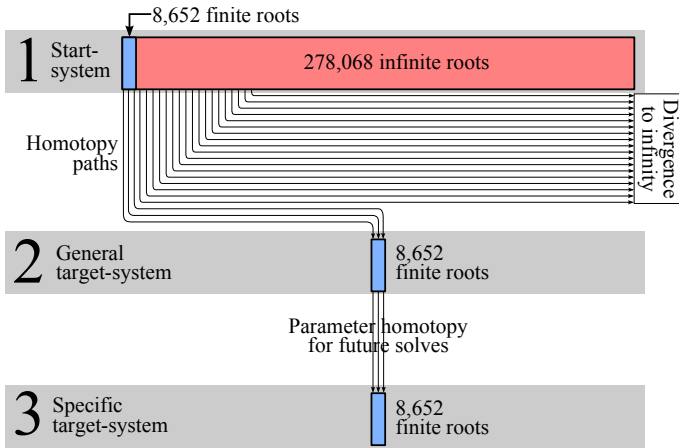 8,652 finite roots
1
Start-
system
278,068 infinite roots
Homotopy
paths
Divergence
to infinity
2
General
target-system
8,652
finite roots
Parameter homotopy
for future solves
3
Specific
target-system
8,652
finite roots